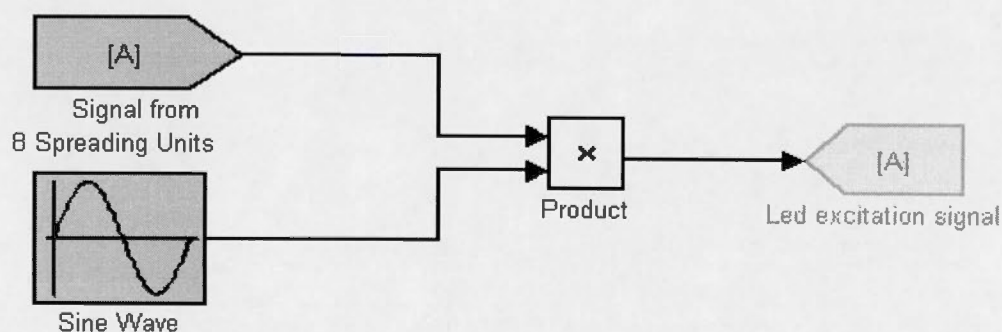 [A]
Signal from
8 Spreading Units
Sine Wave
×
Product
[A]
Led excitation signal